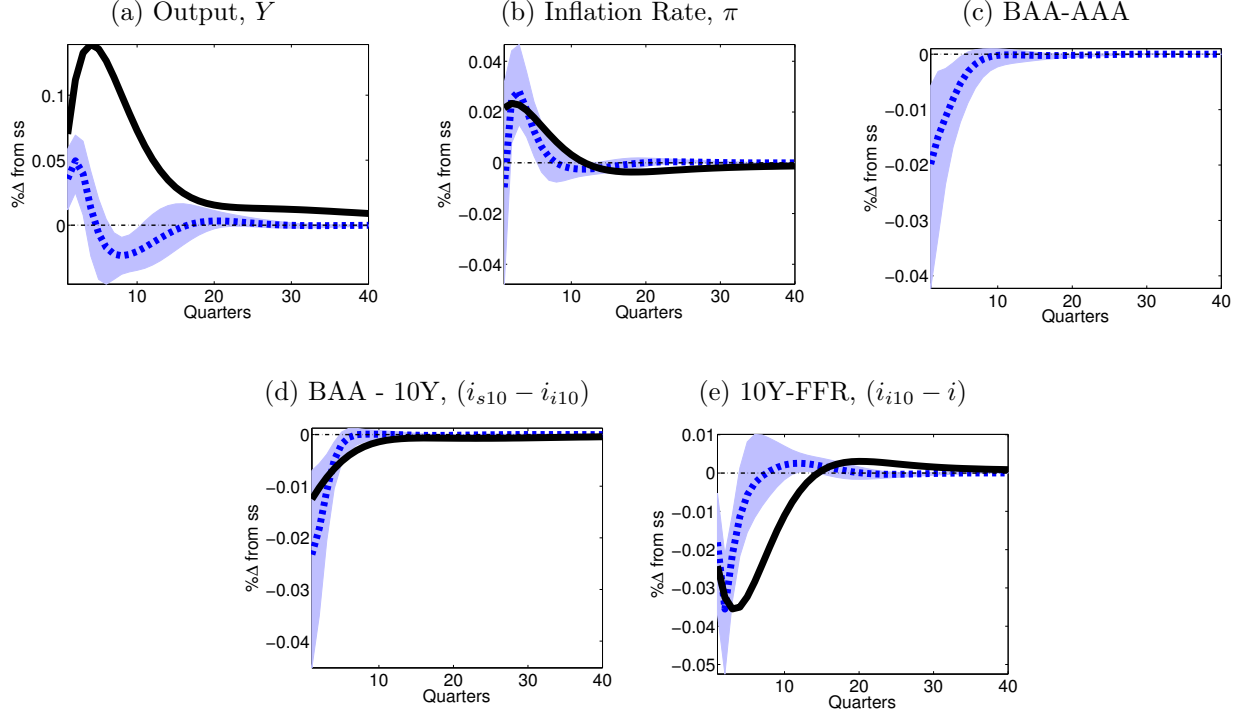 (a) Output, Y
%Δ from ss
0.1
0.05
0
10 20 30 40
Quarters
(b) Inflation Rate, π
%Δ from ss
0.04
0.02
0
−0.02
−0.04
10 20 30 40
Quarters
(c) BAA-AAA
%Δ from ss
0
−0.01
−0.02
−0.03
−0.04
10 20 30 40
Quarters
(d) BAA - 10Y, (i_{s10} − i_{i10})
%Δ from ss
0
−0.01
−0.02
−0.03
−0.04
10 20 30 40
Quarters
(e) 10Y-FFR, (i_{i10} − i)
%Δ from ss
0.01
0
−0.01
−0.02
−0.03
−0.04
−0.05
10 20 30 40
Quarters